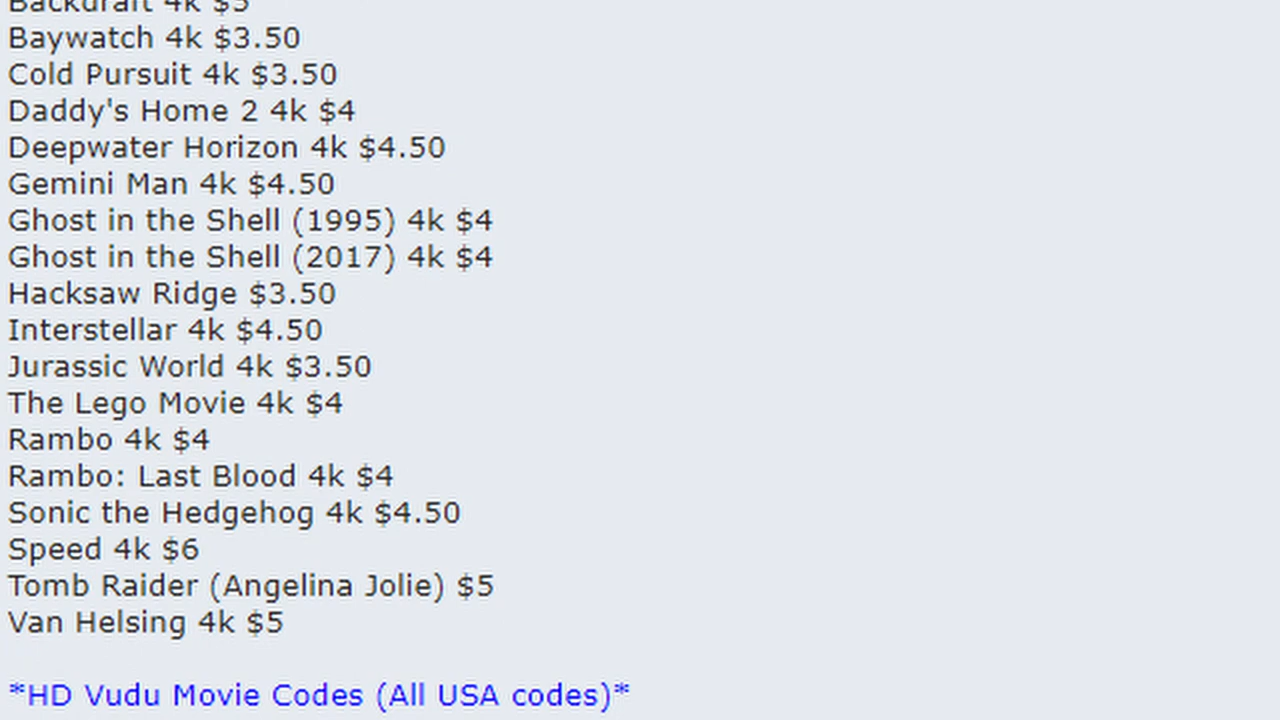 Backdraft 4k $5
Baywatch 4k $3.50
Cold Pursuit 4k $3.50
Daddy's Home 2 4k $4
Deepwater Horizon 4k $4.50
Gemini Man 4k $4.50
Ghost in the Shell (1995) 4k $4
Ghost in the Shell (2017) 4k $4
Hacksaw Ridge $3.50
Interstellar 4k $4.50
Jurassic World 4k $3.50
The Lego Movie 4k $4
Rambo 4k $4
Rambo: Last Blood 4k $4
Sonic the Hedgehog 4k $4.50
Speed 4k $6
Tomb Raider (Angelina Jolie) $5
Van Helsing 4k $5
*HD Vudu Movie Codes (All USA codes)*